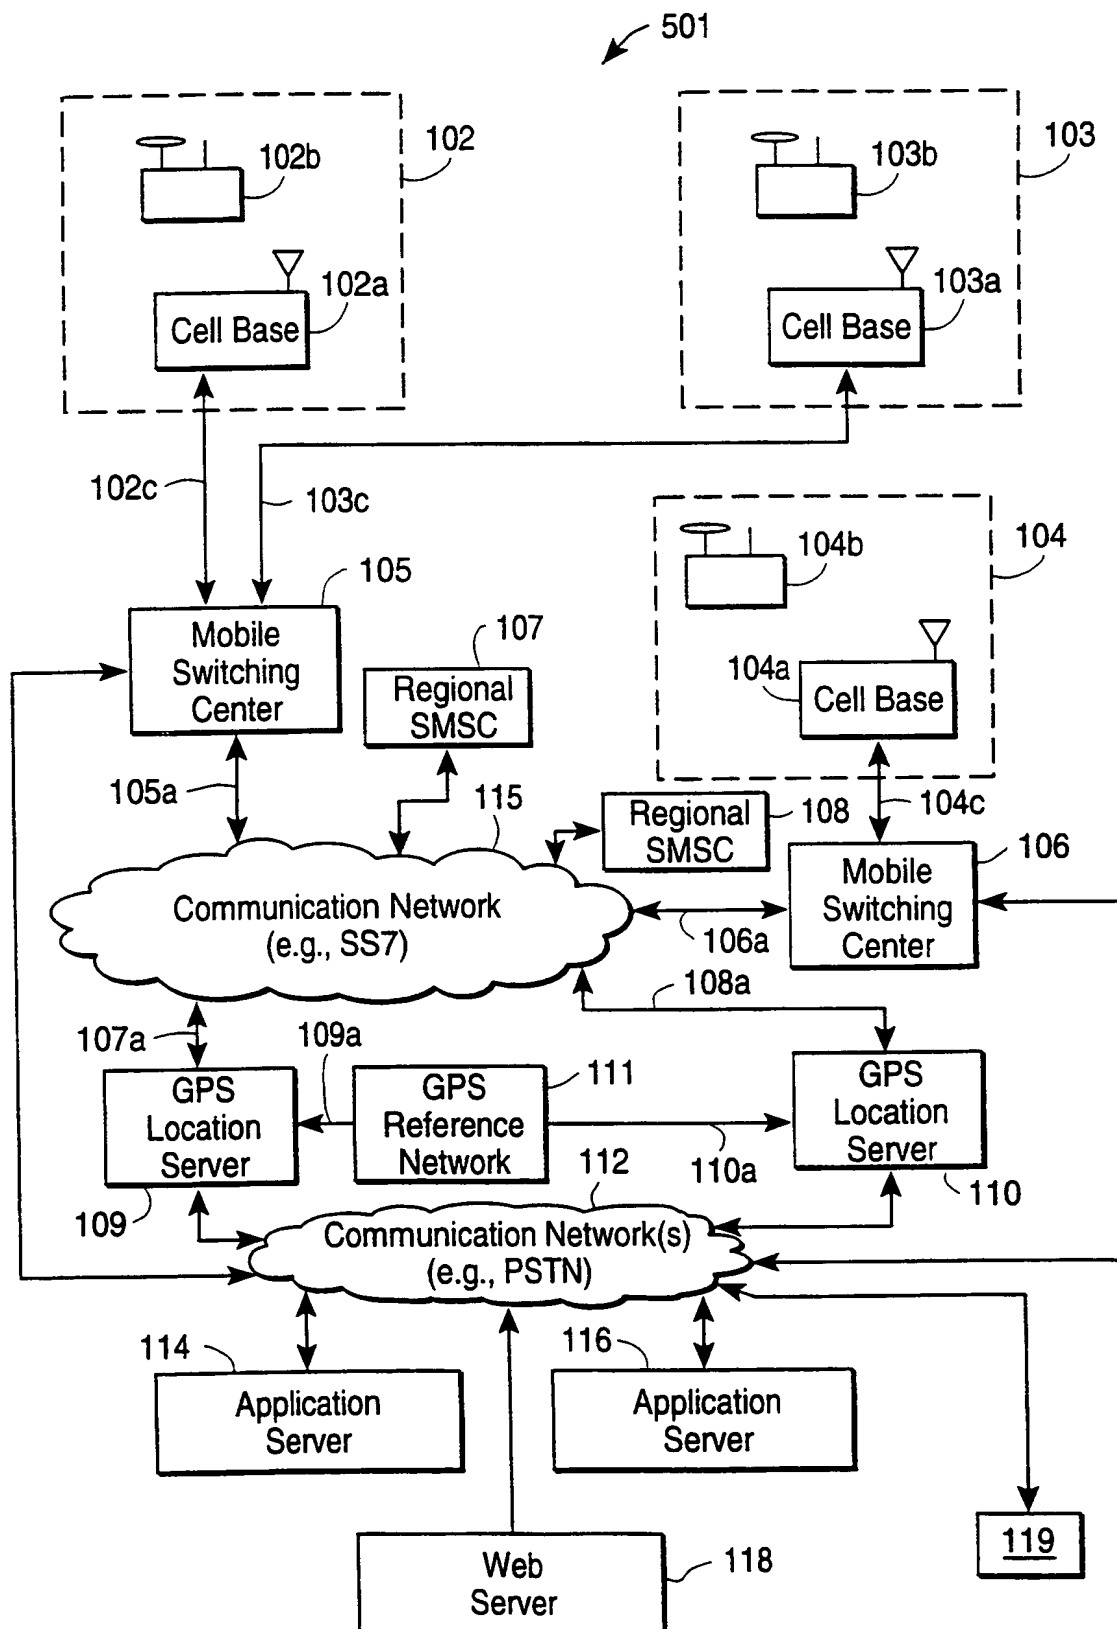 501
102
102b
102a
Cell Base
103
103b
103a
Cell Base
102c
103c
104
104b
104a
Cell Base
105
Mobile
Switching
Center
107
Regional
SMSC
105a
115
108
Regional
SMSC
104c
106
Mobile
Switching
Center
Communication Network
(e.g., SS7)
106a
108a
107a
109a
GPS
Location
Server
GPS
Reference
Network
111
GPS
Location
Server
110a
109
112
110
Communication Network(s)
(e.g., PSTN)
114
Application
Server
116
Application
Server
119
Web
Server
118